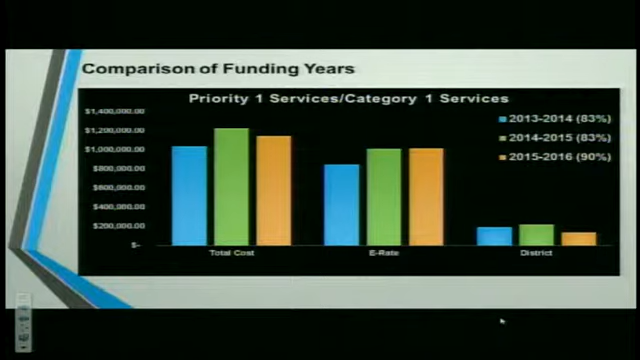 Comparison of Funding Years
Priority 1 Services/Category 1 Services
$1,400,000.00
$1,200,000.00
$1,000,000.00
$800,000.00
$600,000.00
$400,000.00
$200,000.00
$-
2013-2014 (83%)
2014-2015 (83%)
2015-2016 (90%)
Total Cost
E-Rate
District